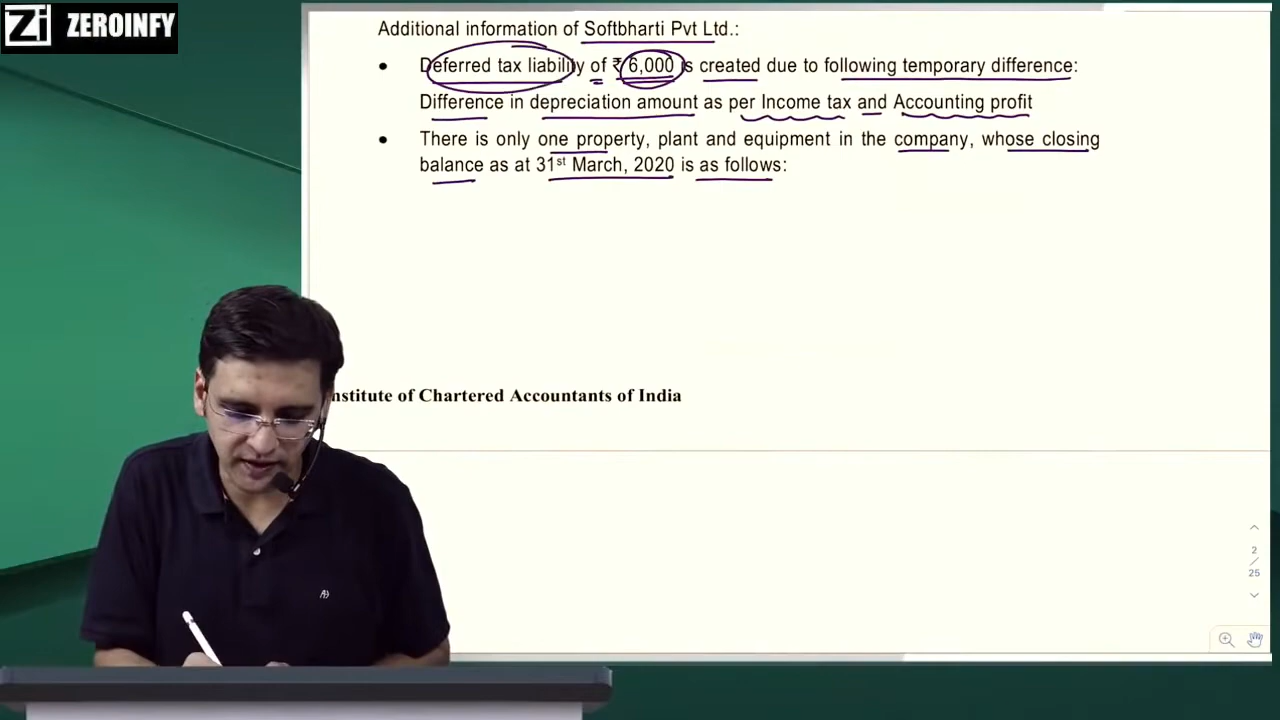 Zi ZEROINFY
Additional information of Softbharti Pvt Ltd.:
• Deferred tax liability of ₹ 6,000 is created due to following temporary difference:
Difference in depreciation amount as per Income tax and Accounting profit
• There is only one property, plant and equipment in the company, whose closing
balance as at 31st March, 2020 is as follows:
nstitute of Chartered Accountants of India
2
/
25